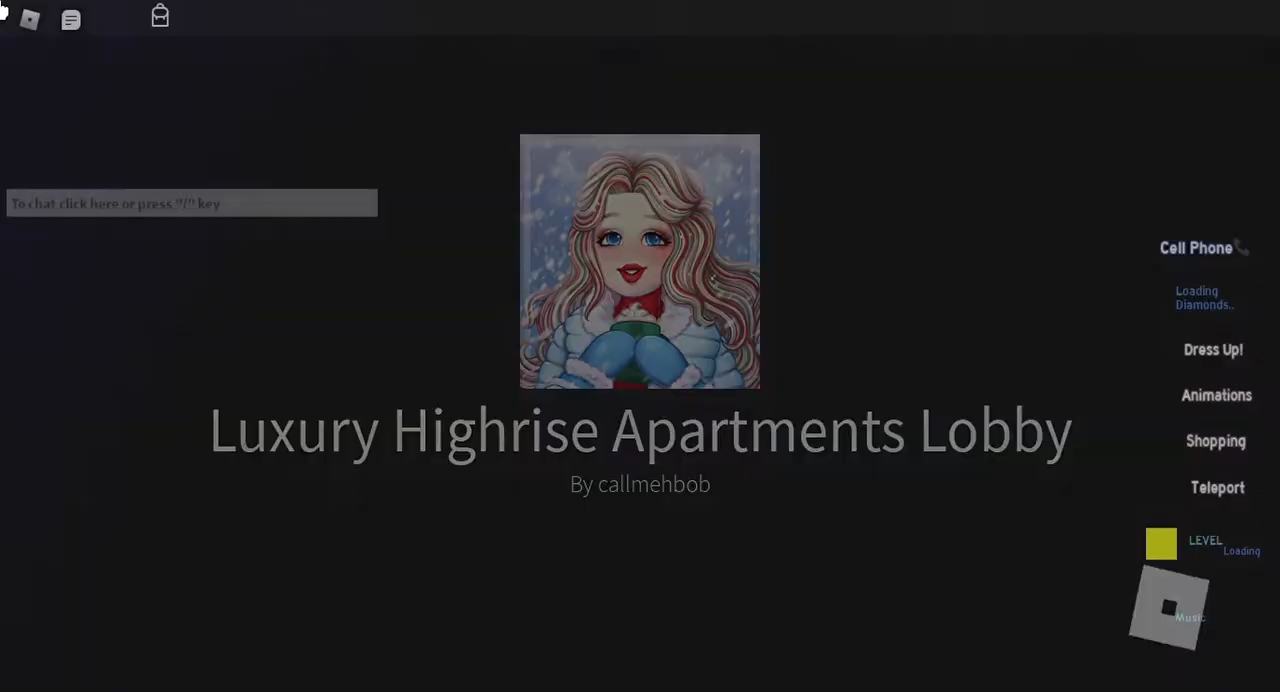 To chat click here or press "/" key
Cell Phone
Loading
Diamonds..
Dress Up!
Animations
Luxury Highrise Apartments Lobby
Shopping
By callmehbob
Teleport
LEVEL
Loading
Music